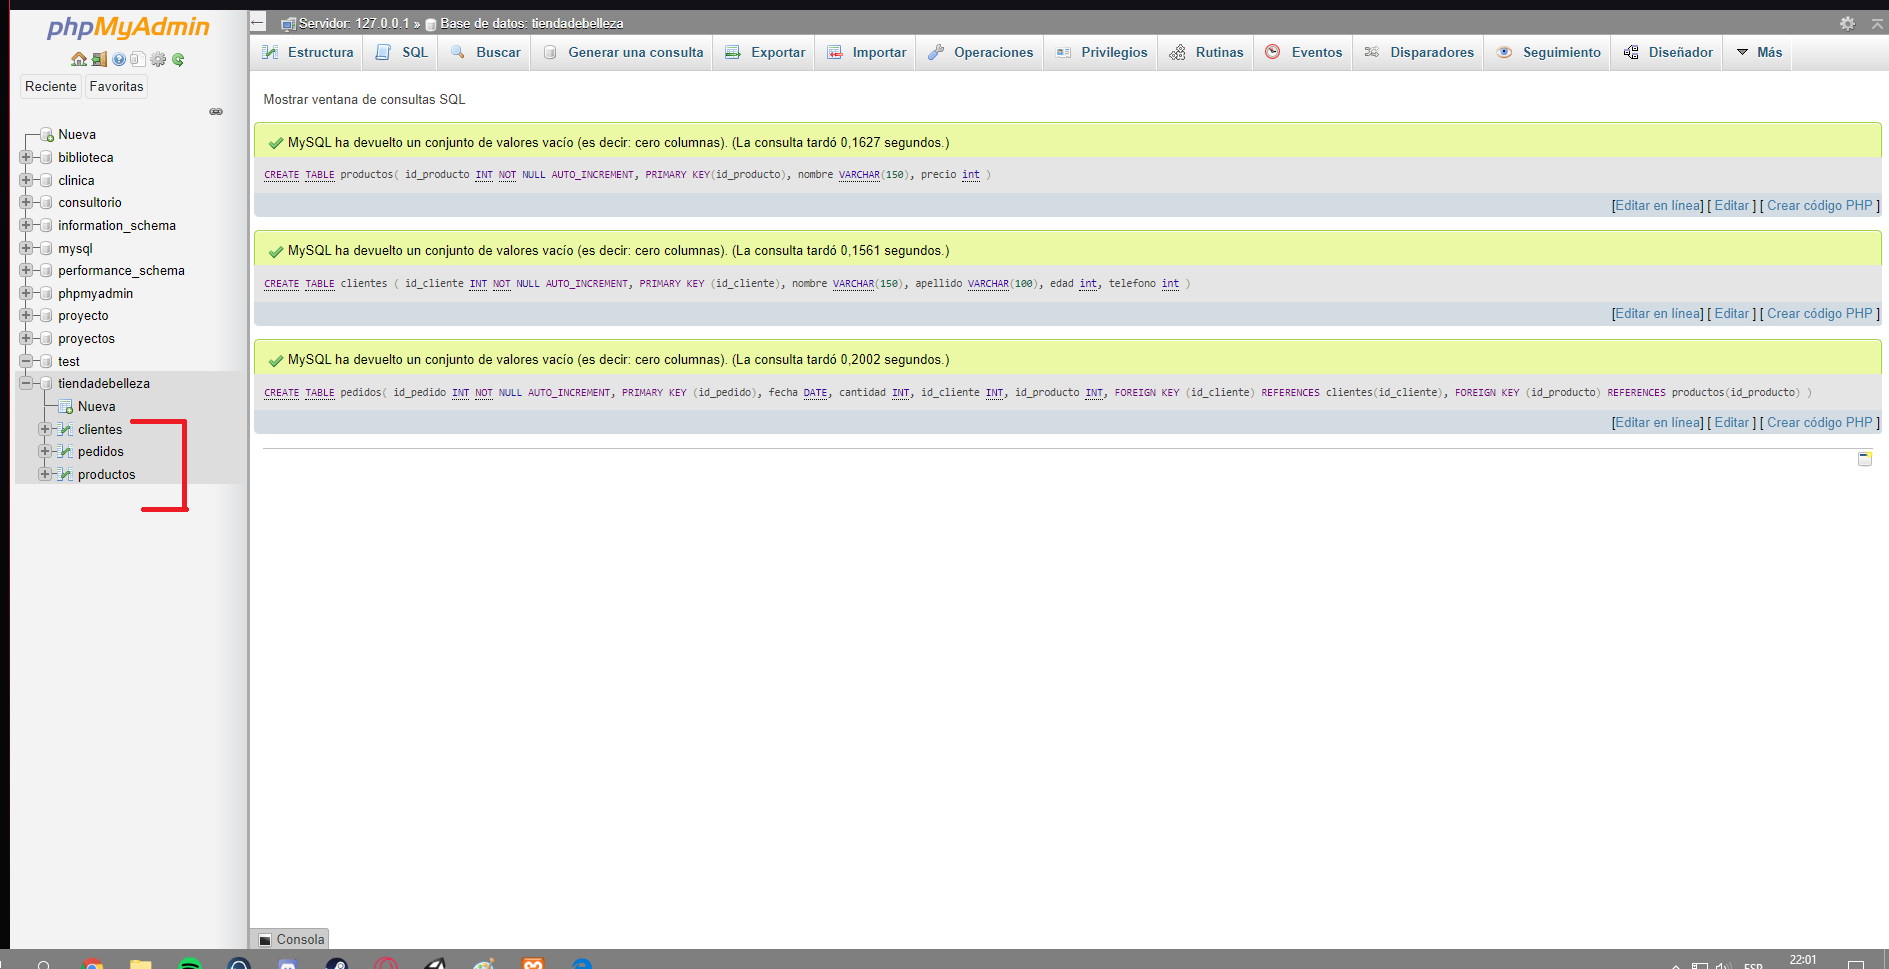 phpMyAdmin
Reciente Favoritas
Nueva
biblioteca
clinica
consultorio
information_schema
mysql
performance_schema
phpmyadmin
proyecto
proyectos
test
tiendadebelleza
Nueva
clientes
pedidos
productos
Servidor: 127.0.0.1 » Base de datos: tiendadebelleza
Estructura SQL Buscar Generar una consulta Exportar Importar Operaciones Privilegios Rutinas Eventos Disparadores Seguimiento Diseñador Más
Mostrar ventana de consultas SQL
MySQL ha devuelto un conjunto de valores vacío (es decir: cero columnas). (La consulta tardó 0,1627 segundos.)
CREATE TABLE productos( id_producto INT NOT NULL AUTO_INCREMENT, PRIMARY KEY(id_producto), nombre VARCHAR(150), precio int )
[Editar en línea] [ Editar ] [ Crear código PHP ]
MySQL ha devuelto un conjunto de valores vacío (es decir: cero columnas). (La consulta tardó 0,1561 segundos.)
CREATE TABLE clientes ( id_cliente INT NOT NULL AUTO_INCREMENT, PRIMARY KEY (id_cliente), nombre VARCHAR(150), apellido VARCHAR(100), edad int, telefono int )
[Editar en línea] [ Editar ] [ Crear código PHP ]
MySQL ha devuelto un conjunto de valores vacío (es decir: cero columnas). (La consulta tardó 0,2002 segundos.)
CREATE TABLE pedidos( id_pedido INT NOT NULL AUTO_INCREMENT, PRIMARY KEY (id_pedido), fecha DATE, cantidad INT, id_cliente INT, id_producto INT, FOREIGN KEY (id_cliente) REFERENCES clientes(id_cliente), FOREIGN KEY (id_producto) REFERENCES productos(id_producto) )
[Editar en línea] [ Editar ] [ Crear código PHP ]
Consola
ESP
22:01